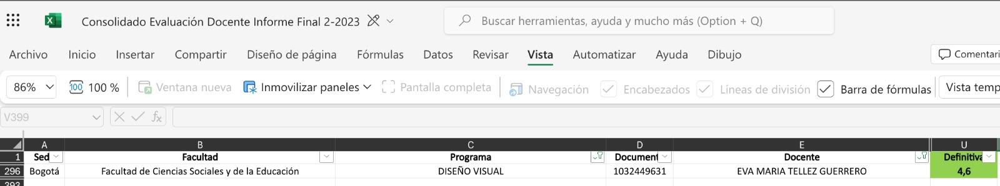 Consolidado Evaluación Docente Informe Final 2-2023
Buscar herramientas, ayuda y mucho más (Option + Q)
Archivo Inicio Insertar Compartir Diseño de página Fórmulas Datos Revisar Vista Automatizar Ayuda Dibujo Comentari
86% 100 100 % Ventana nueva Inmovilizar paneles Pantalla completa Navegación Encabezados Líneas de división Barra de fórmulas Vista temp
V399 fx
A B C D E U
1 Sed Facultad Programa Document Docente Definitiva
296 Bogotá Facultad de Ciencias Sociales y de la Educación DISEÑO VISUAL 1032449631 EVA MARIA TELLEZ GUERRERO 4,6
393